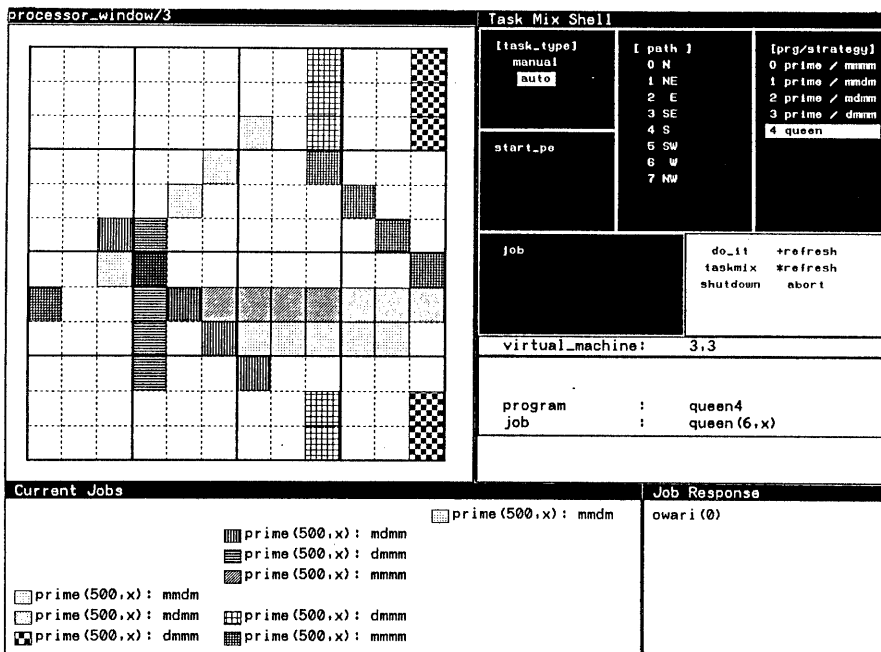 processor_window/3
Task Mix Shell
[task_type]
manual
auto
[ path ]
0 N
1 NE
2 E
3 SE
4 S
5 SW
6 W
7 NW
[prg/strategy]
0 prime / mmmm
1 prime / mmdm
2 prime / mdmm
3 prime / dmmm
4 queen
start_pe
job
do_it +refresh
taskmix *refresh
shutdown abort
virtual_machine: 3,3
program : queen4
job : queen(6,x)
Current Jobs
prime(500,x): mmdm
prime(500,x): mdmm
prime(500,x): dmmm
prime(500,x): mmmm
prime(500,x): mmdm
prime(500,x): mdmm prime(500,x): dmmm
prime(500,x): dmmm prime(500,x): mmmm
Job Response
owari(0)